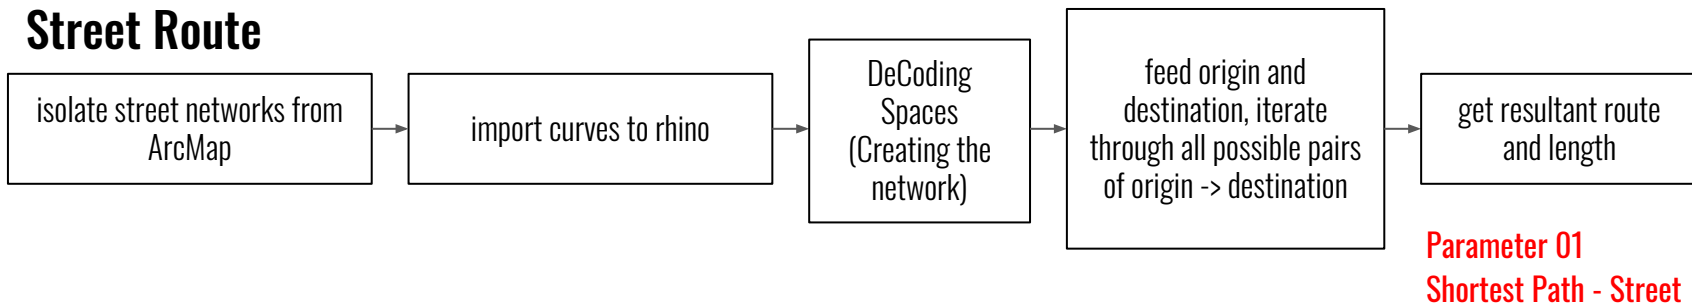 Street Route
isolate street networks from
ArcMap
import curves to rhino
DeCoding
Spaces
(Creating the
network)
feed origin and
destination, iterate
through all possible pairs
of origin -> destination
get resultant route
and length
Parameter 01
Shortest Path - Street